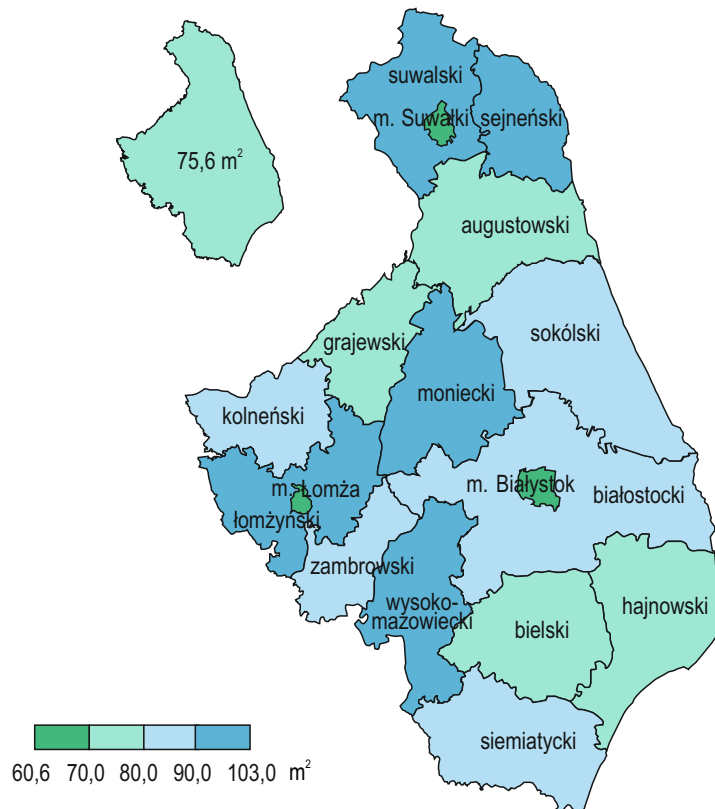 suwalski
m. Suwałki
sejneński
75,6 m²
augustowski
sokólski
grajewski
moniecki
kolneński
m. Łomża
m. Białystok
białostocki
łomżyński
zambrowski
wysoko-
mazowiecki
hajnowski
bielski
siemiatycki
60,6 70,0 80,0 90,0 103,0 m²